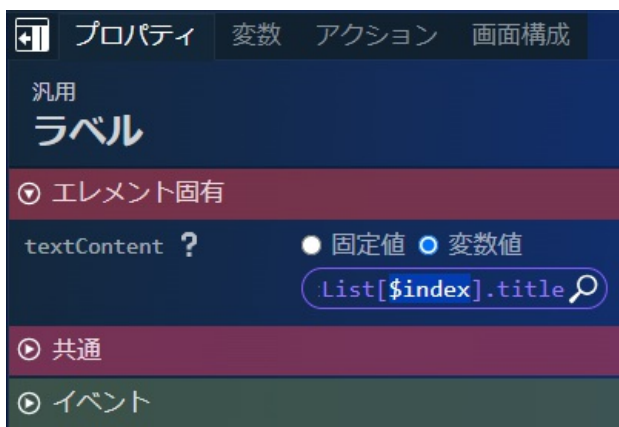 プロパティ 変数 アクション 画面構成
汎用
ラベル
エレメント固有
textContent ? 固定値 変数値
:List[$index].title
共通
イベント